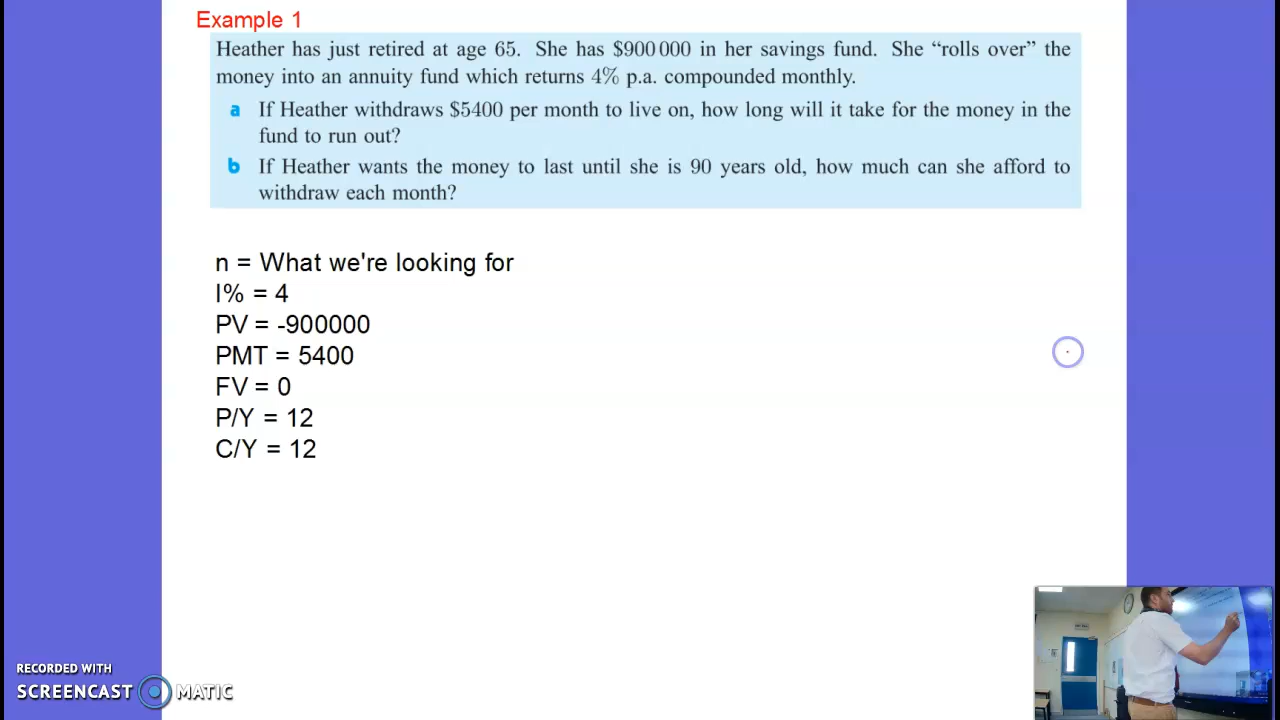 Example 1
Heather has just retired at age 65. She has $900 000 in her savings fund. She “rolls over” the
money into an annuity fund which returns 4% p.a. compounded monthly.
a If Heather withdraws $5400 per month to live on, how long will it take for the money in the
fund to run out?
b If Heather wants the money to last until she is 90 years old, how much can she afford to
withdraw each month?
n = What we're looking for
I% = 4
PV = -900000
PMT = 5400
FV = 0
P/Y = 12
C/Y = 12
RECORDED WITH
SCREENCAST MATIC